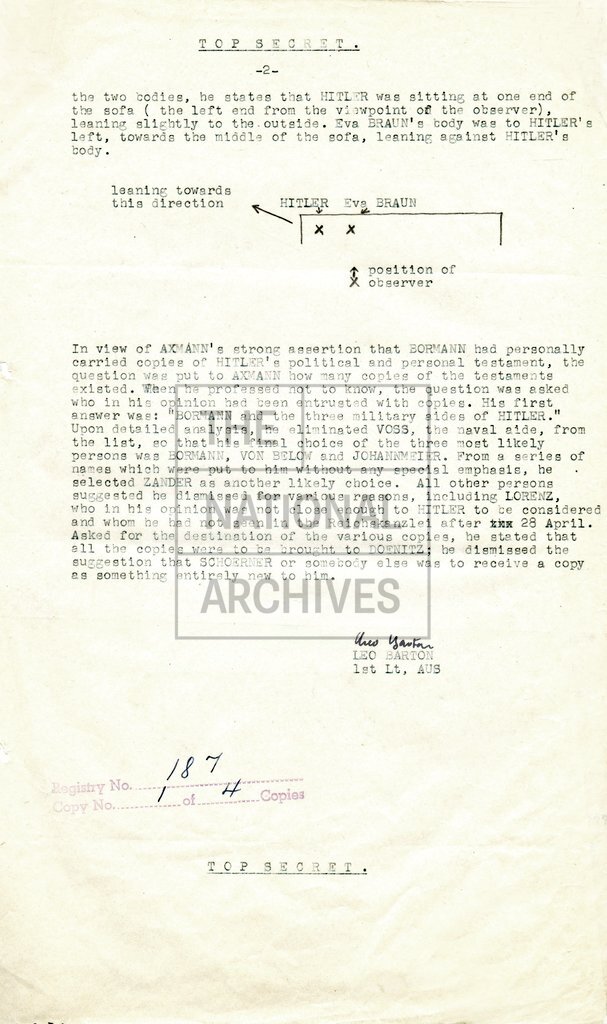 TOP SECRET.
-2-
the two bodies, he states that HITLER was sitting at one end of
the sofa ( the left end from the viewpoint of the observer),
leaning slightly to the outside. Eva BRAUN's body was to HITLER's
left, towards the middle of the sofa, leaning against HITLER's
body.
leaning towards
this direction
HITLER Eva BRAUN
x x
position of
x observer
In view of AXMANN's strong assertion that BORMANN had personally
carried copies of HITLER's political and personal testament, the
question was put to AXMANN how many copies of the testaments
existed. When he professed not to know, the question was asked
who in his opinion had been entrusted with copies. His first
answer was: "BORMANN and the three military aides of HITLER."
Upon detailed analysis, he eliminated VOSS, the naval aide, from
the list, so that his final choice of the three most likely
persons was BORMANN, VON BELOW and JOHANNMEIER. From a series of
names which were put to him without any special emphasis, he
selected ZANDER as another likely choice. All other persons
suggested he dismissed for various reasons, including LORENZ,
who in his opinion was not close enough to HITLER to be considered
and whom he had not seen in the Reichskanzlei after xxx 28 April.
Asked for the destination of the various copies, he stated that
all the copies were to be brought to DOENITZ; he dismissed the
suggestion that SCHOERNER or somebody else was to receive a copy
as something entirely new to him.
THE
NATIONAL
ARCHIVES
Leo Barton
LEO BARTON
1st Lt, AUS
Registry No. 187
Copy No. 1 of 4 Copies
TOP SECRET.